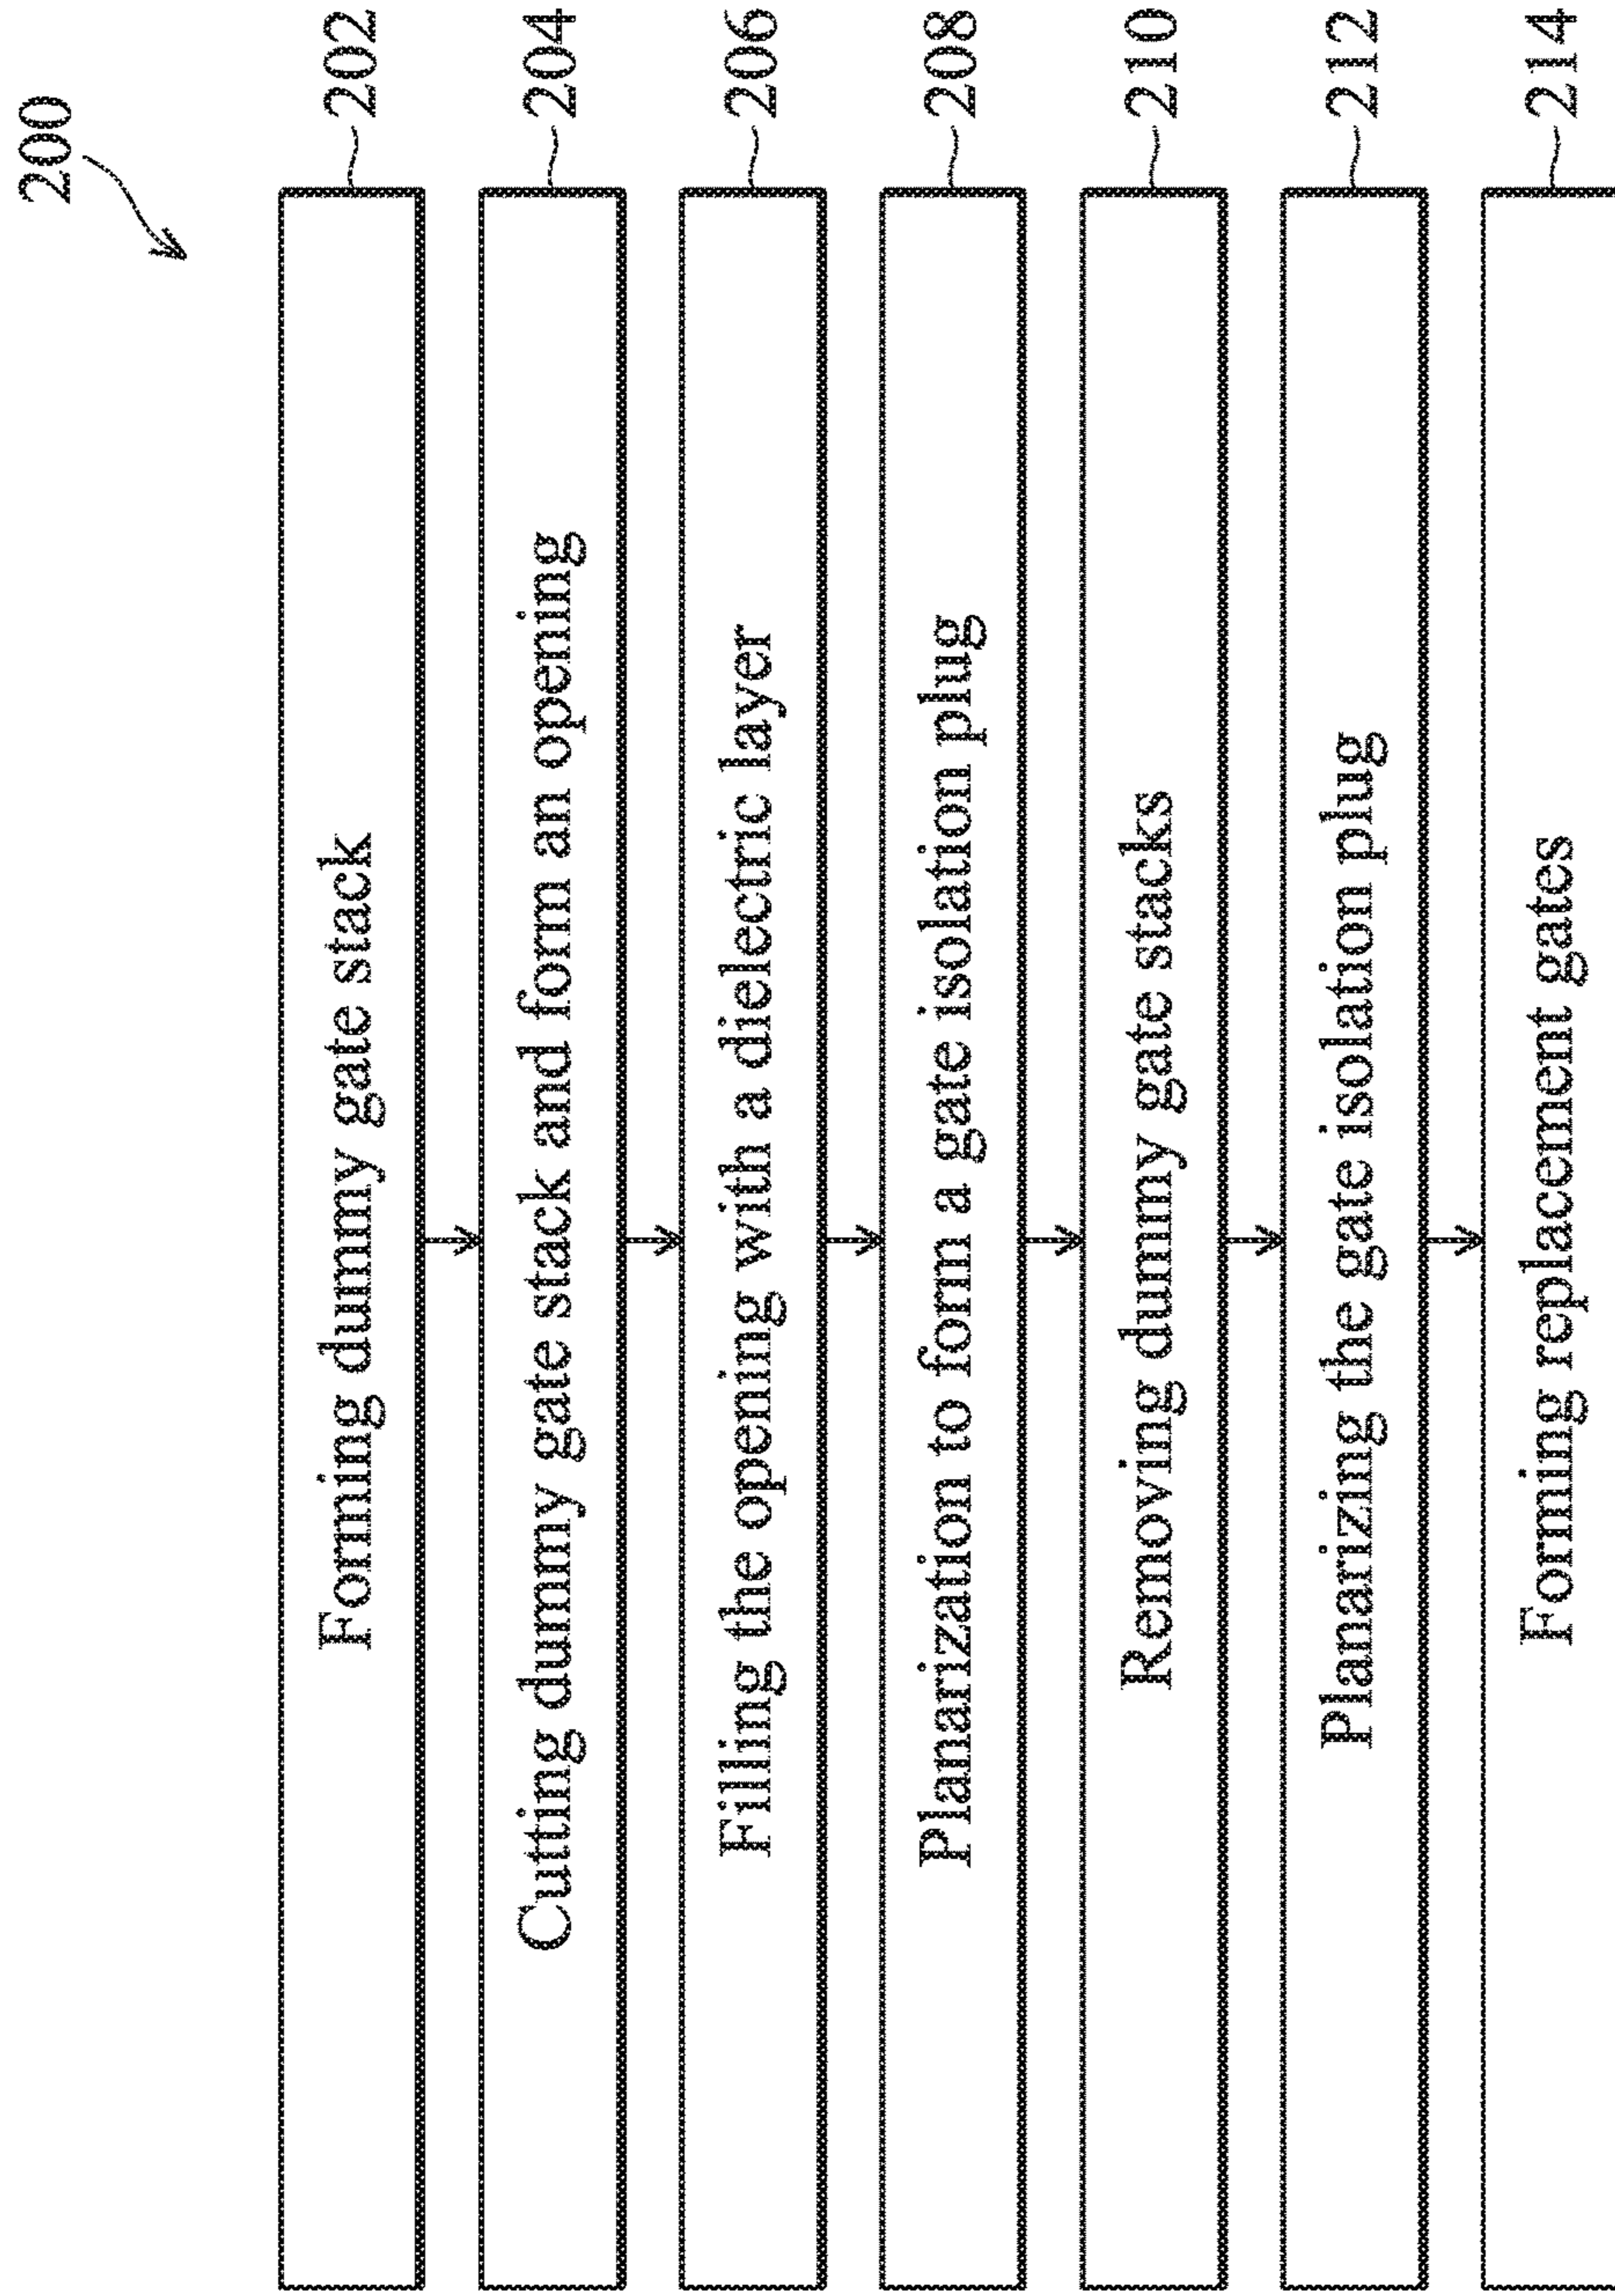 200
Forming dummy gate stack 202
Cutting dummy gate stack and form an opening 204
Filling the opening with a dielectric layer 206
Planarization to form a gate isolation plug 208
Removing dummy gate stacks 210
Planarizing the gate isolation plug 212
Forming replacement gates 214